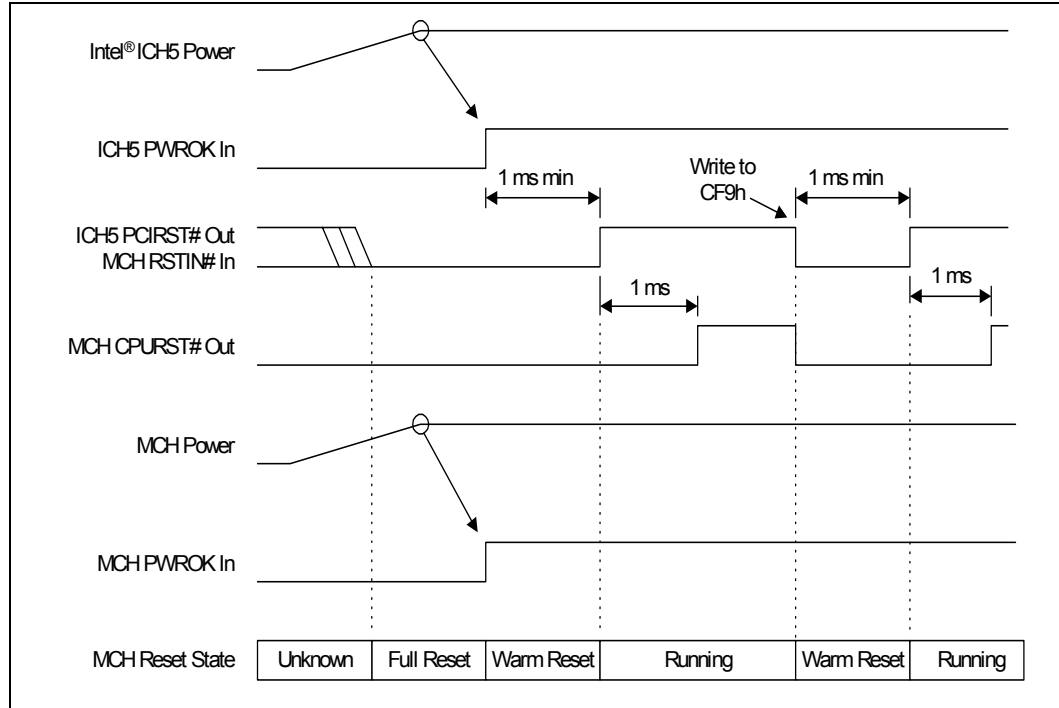 Intel® ICH5 Power
ICH5 PWROK In
1 ms min
Write to
CF9h
1 ms min
ICH5 PCIRST# Out
MCH RSTIN# In
1 ms
1 ms
MCH CPURST# Out
MCH Power
MCH PWROK In
MCH Reset State
Unknown
Full Reset
Warm Reset
Running
Warm Reset
Running